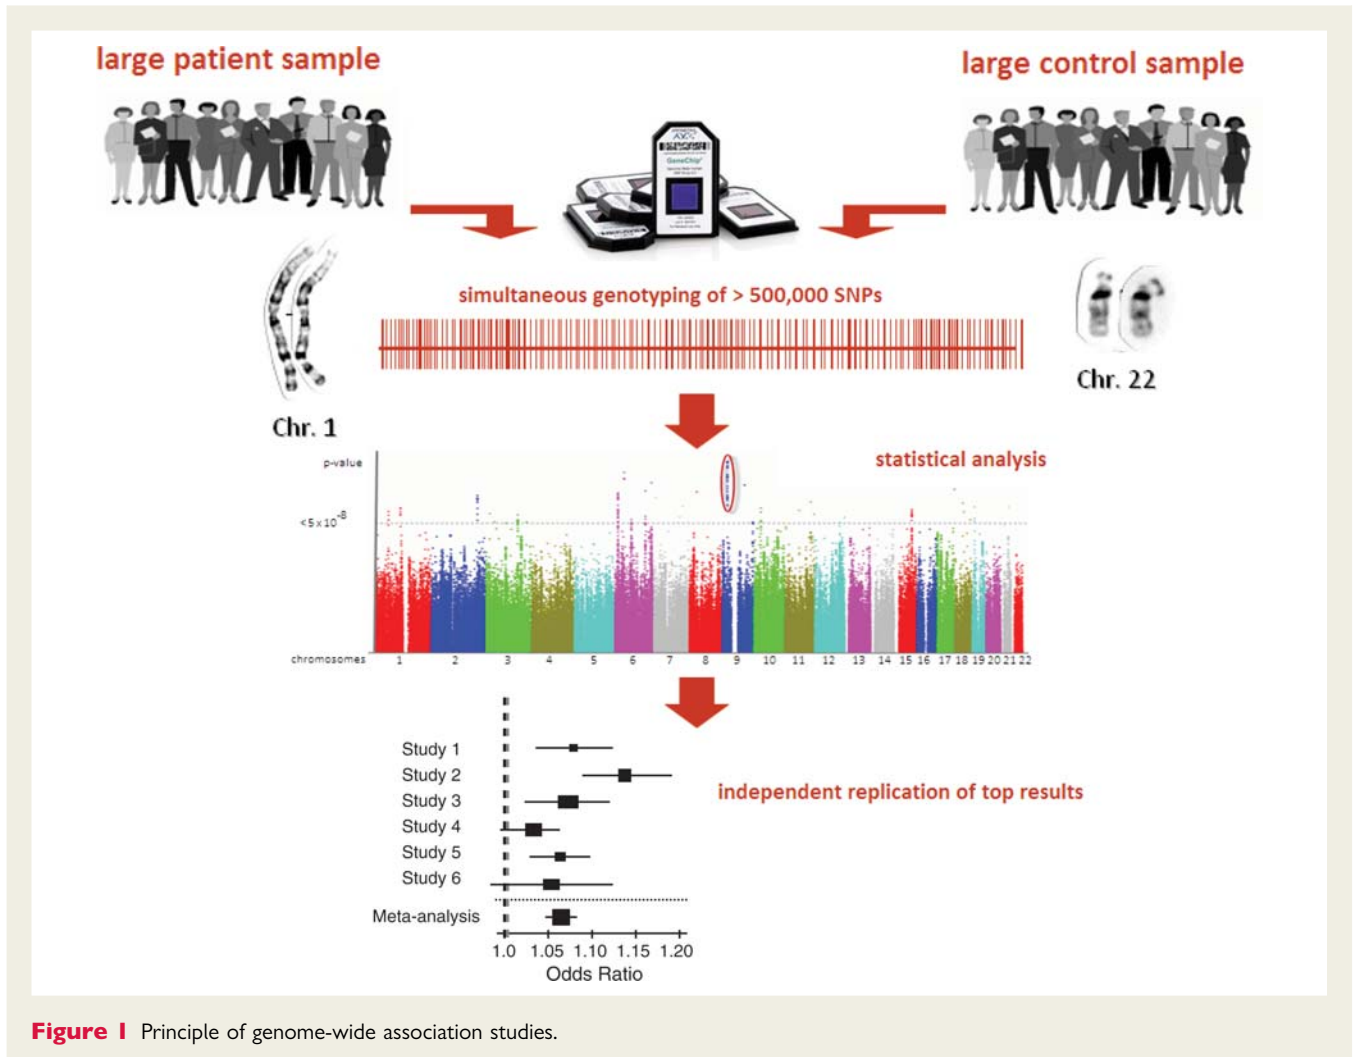 large patient sample
large control sample
GeneChip
simultaneous genotyping of > 500,000 SNPs
Chr. 1
Chr. 22
statistical analysis
p-value
<5x10-8
chromosomes 1 2 3 4 5 6 7 8 9 10 11 12 13 14 15 16 17 18 19 20 21 22
Study 1
Study 2
Study 3
Study 4
Study 5
Study 6
Meta-analysis
independent replication of top results
1.0 1.05 1.10 1.15 1.20
Odds Ratio
Figure 1 Principle of genome-wide association studies.